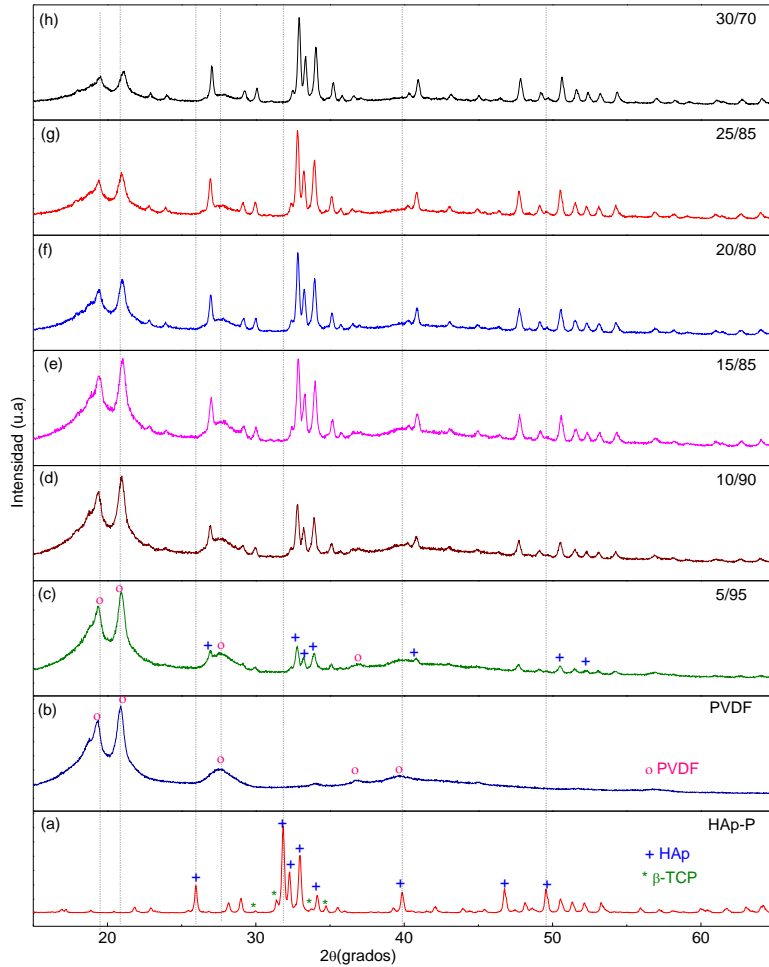 (h) 30/70
(g) 25/85
(f) 20/80
(e) 15/85
(d) 10/90
(c) 5/95
o o
+ o + + + o + + +
(b) PVDF
o o
o o o
o PVDF
(a) HAp-P
+ HAp
* β-TCP
+ * * + + + * + * + + +
20 30 40 50 60
2θ(grados)
Intensidad (u.a)